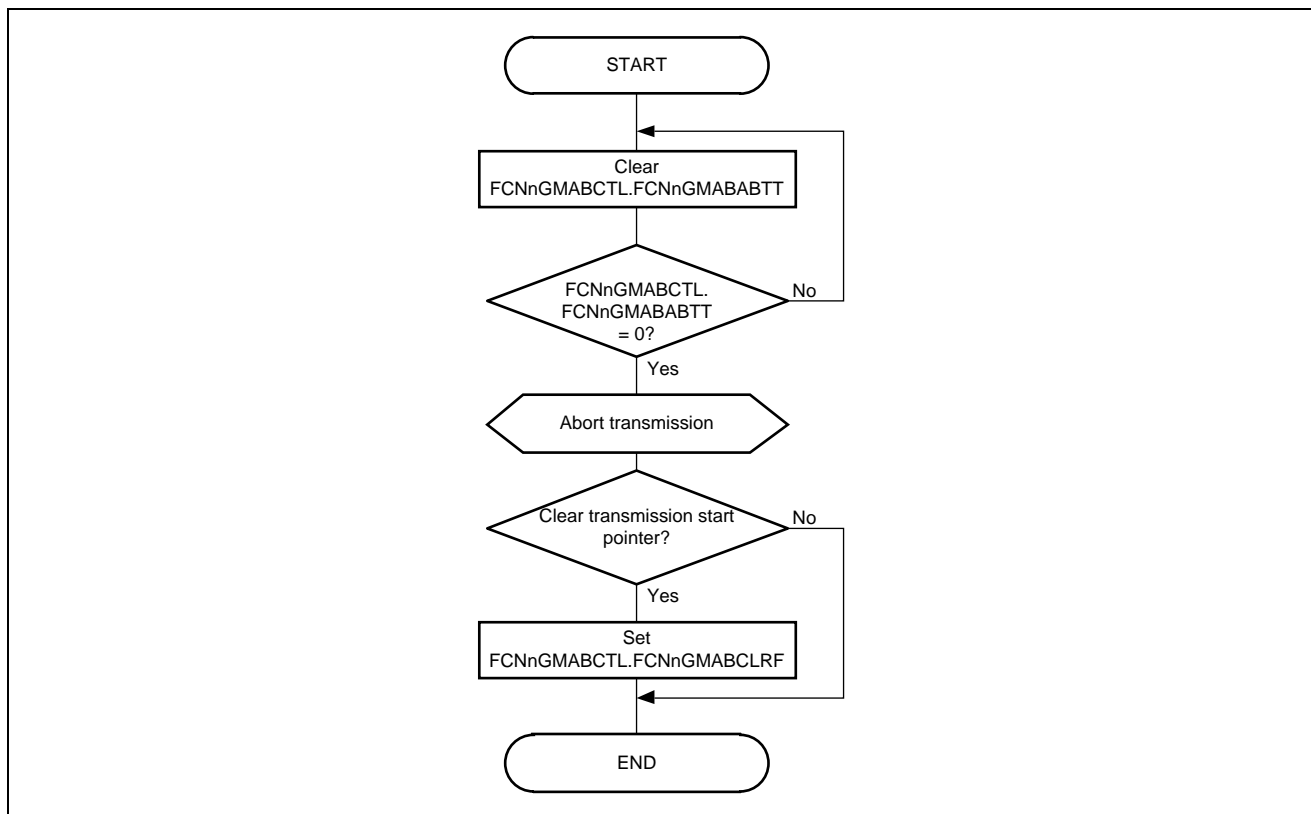 START
Clear
FCNnGMABCTL.FCNnGMABABTT
FCNnGMABCTL.
FCNnGMABABTT
= 0?
No
Yes
Abort transmission
Clear transmission start
pointer?
No
Yes
Set
FCNnGMABCTL.FCNnGMABCLRF
END